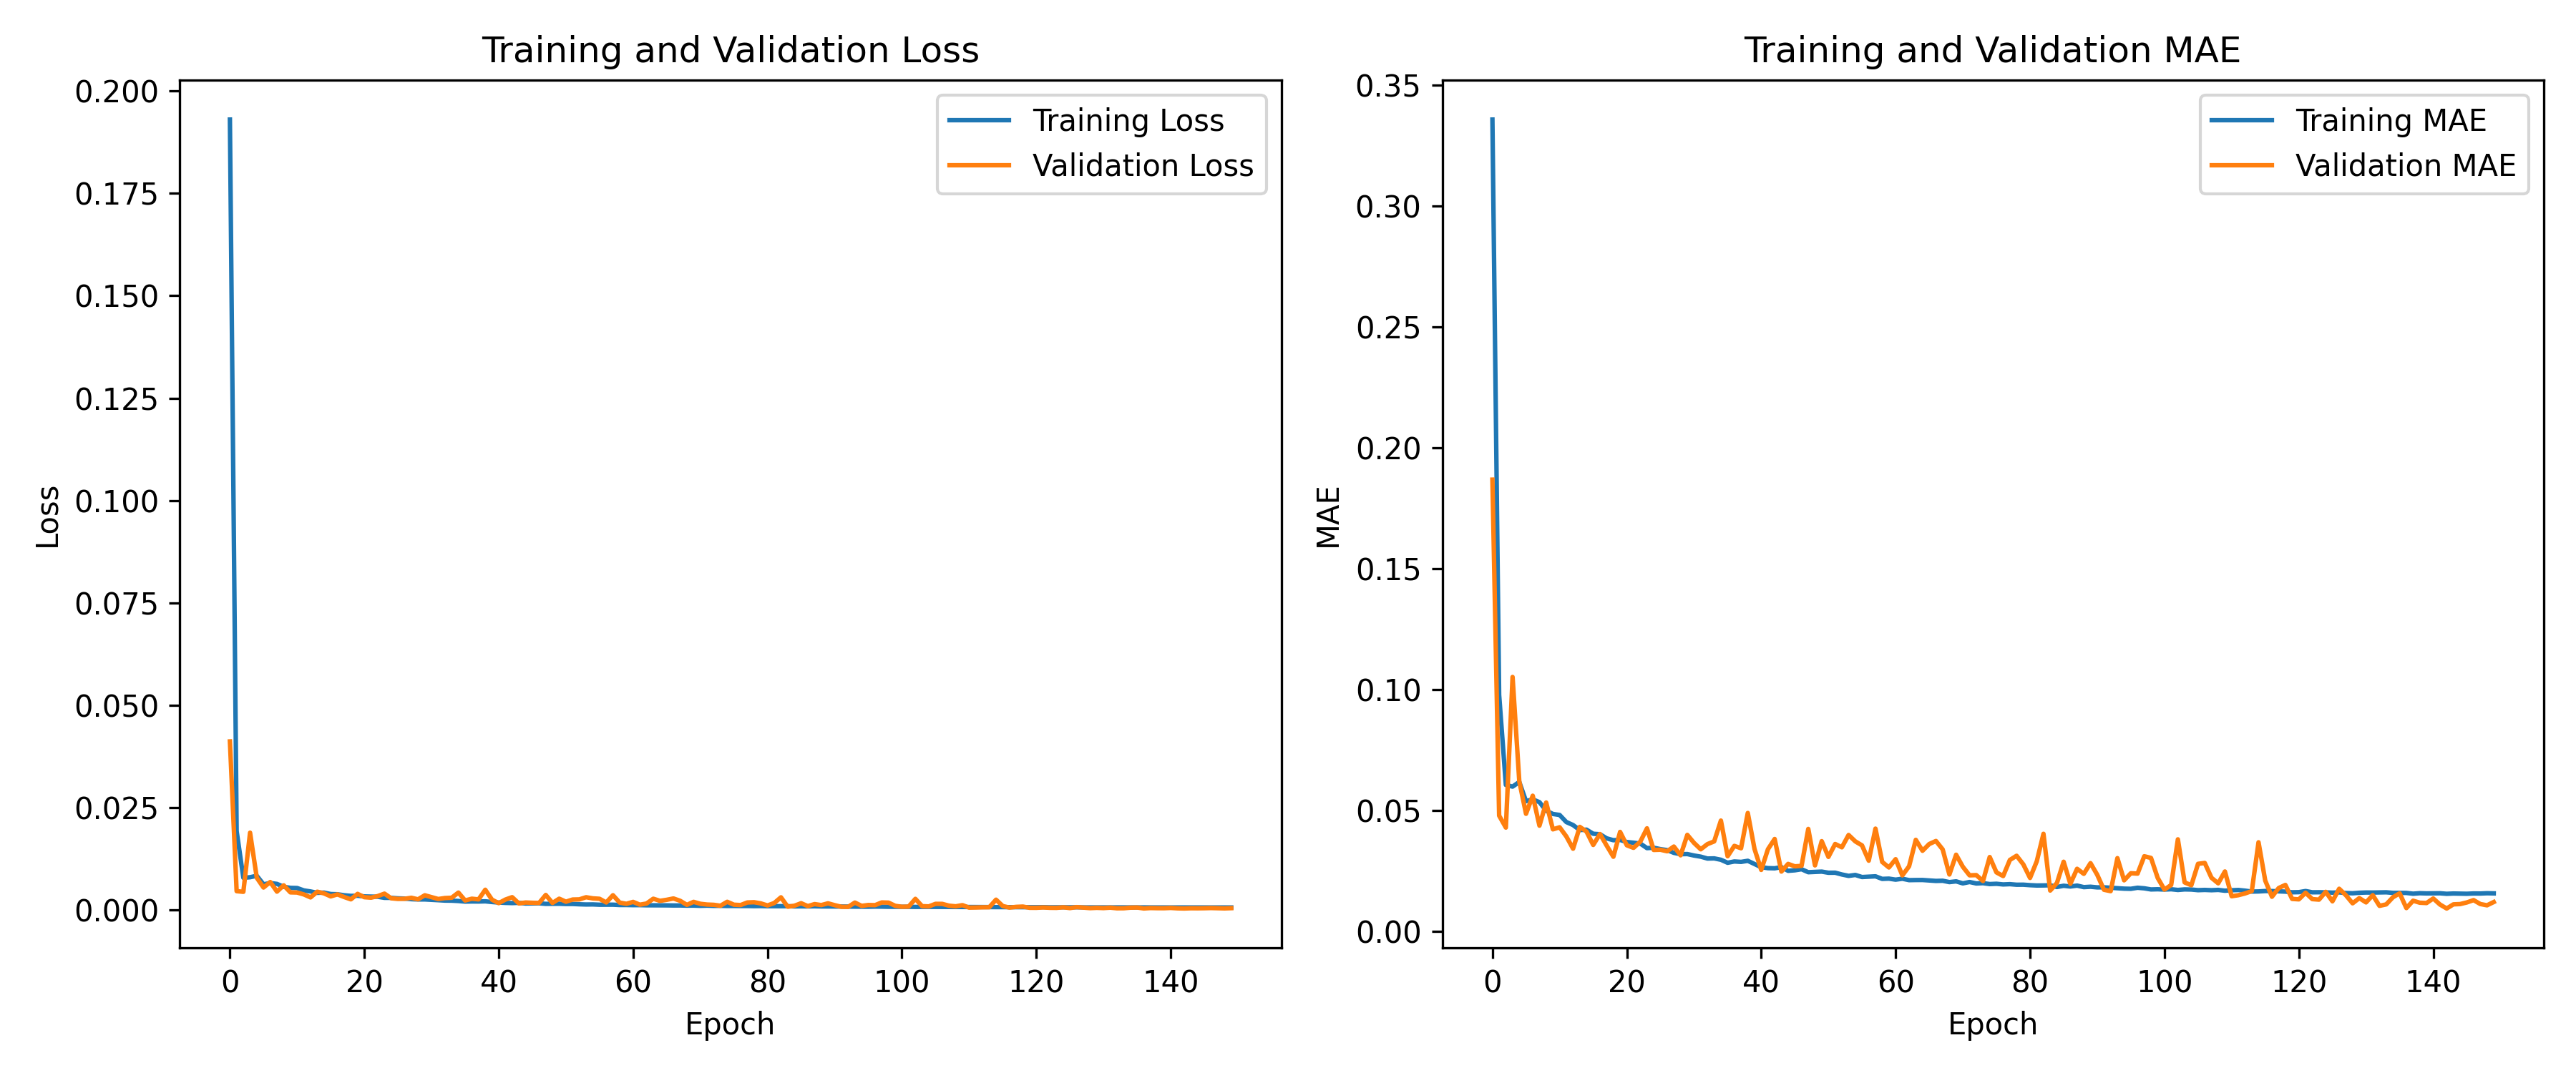 Training and Validation Loss
0.200
0.175
0.150
0.125
0.100
0.075
0.050
0.025
0.000
Loss
Training Loss
Validation Loss
0 20 40 60 80 100 120 140
Epoch
Training and Validation MAE
0.35
0.30
0.25
0.20
0.15
0.10
0.05
0.00
MAE
Training MAE
Validation MAE
0 20 40 60 80 100 120 140
Epoch